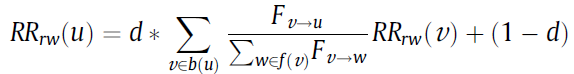 RR_{rw}(u) = d * \sum_{v \in b(u)} \frac{F_{v \to u}}{\sum_{w \in f(v)} F_{v \to w}} RR_{rw}(v) + (1 - d)